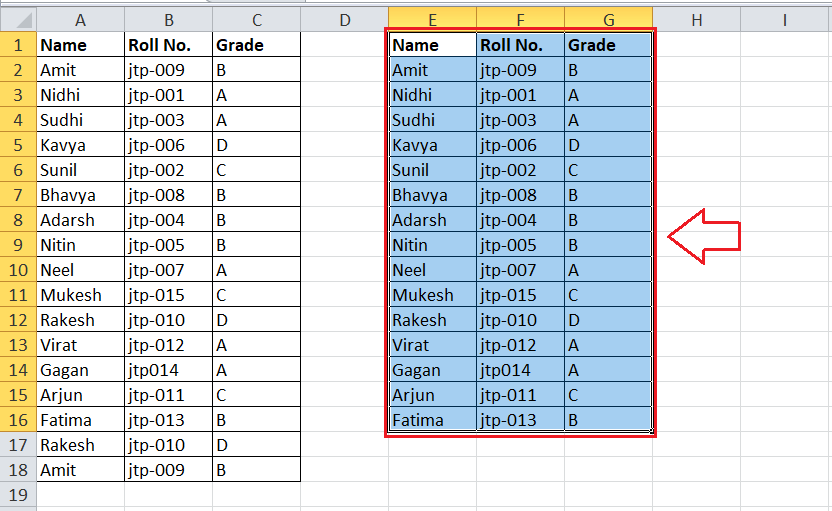 A B C D E F G H I
1 Name Roll No. Grade Name Roll No. Grade
2 Amit jtp-009 B Amit jtp-009 B
3 Nidhi jtp-001 A Nidhi jtp-001 A
4 Sudhi jtp-003 A Sudhi jtp-003 A
5 Kavya jtp-006 D Kavya jtp-006 D
6 Sunil jtp-002 C Sunil jtp-002 C
7 Bhavya jtp-008 B Bhavya jtp-008 B
8 Adarsh jtp-004 B Adarsh jtp-004 B
9 Nitin jtp-005 B Nitin jtp-005 B
10 Neel jtp-007 A Neel jtp-007 A
11 Mukesh jtp-015 C Mukesh jtp-015 C
12 Rakesh jtp-010 D Rakesh jtp-010 D
13 Virat jtp-012 A Virat jtp-012 A
14 Gagan jtp014 A Gagan jtp014 A
15 Arjun jtp-011 C Arjun jtp-011 C
16 Fatima jtp-013 B Fatima jtp-013 B
17 Rakesh jtp-010 D
18 Amit jtp-009 B
19